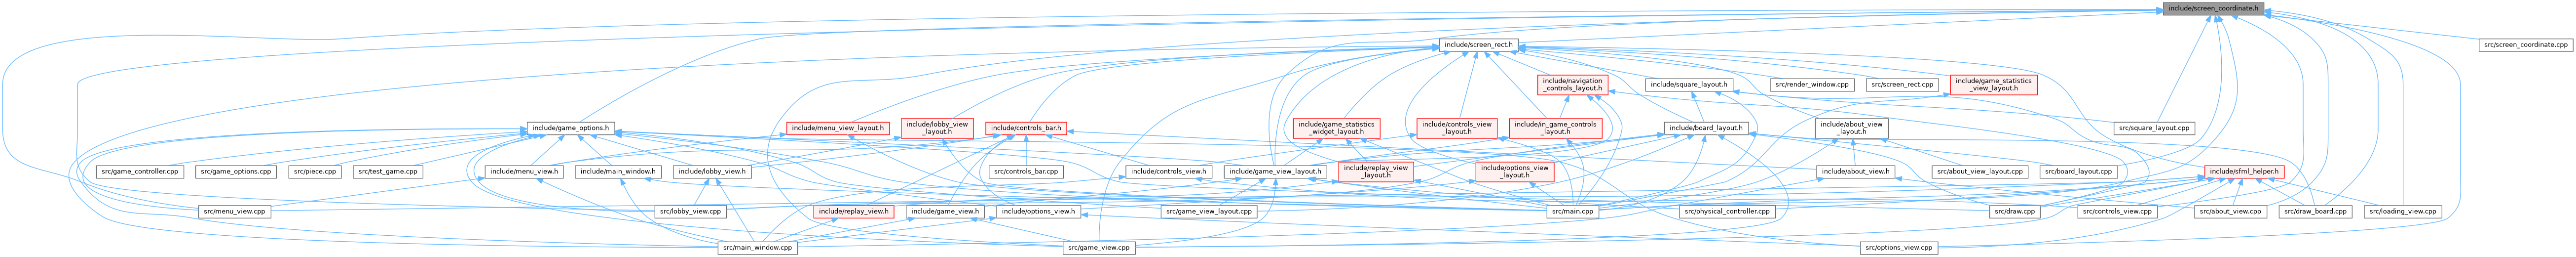 include/screen_coordinate.h
include/screen_rect.h
src/screen_coordinate.cpp
include/navigation
_controls_layout.h
include/square_layout.h
src/render_window.cpp
src/screen_rect.cpp
include/game_statistics
_view_layout.h
include/game_options.h
include/menu_view_layout.h
include/lobby_view
_layout.h
include/controls_bar.h
include/game_statistics
_widget_layout.h
include/controls_view
_layout.h
include/in_game_controls
_layout.h
include/board_layout.h
include/about_view
_layout.h
src/square_layout.cpp
src/game_controller.cpp
src/game_options.cpp
src/piece.cpp
src/test_game.cpp
include/menu_view.h
include/main_window.h
include/lobby_view.h
src/controls_bar.cpp
include/controls_view.h
include/game_view_layout.h
include/replay_view
_layout.h
include/options_view
_layout.h
include/about_view.h
src/about_view_layout.cpp
src/board_layout.cpp
include/sfml_helper.h
src/menu_view.cpp
src/lobby_view.cpp
include/replay_view.h
include/game_view.h
include/options_view.h
src/game_view_layout.cpp
src/main.cpp
src/physical_controller.cpp
src/draw.cpp
src/controls_view.cpp
src/about_view.cpp
src/draw_board.cpp
src/loading_view.cpp
src/main_window.cpp
src/game_view.cpp
src/options_view.cpp